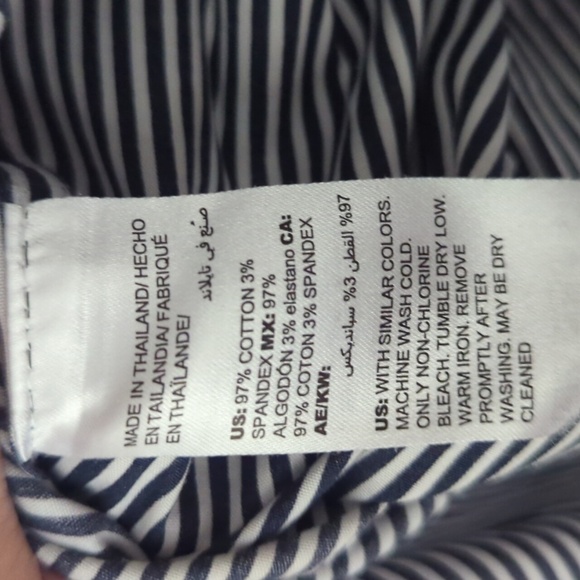 MADE IN THAILAND/ HECHO
EN TAILANDIA/ FABRIQUÉ
EN THAÏLANDE/
صنع في تايلاند
US: 97% COTTON 3%
SPANDEX MX: 97%
ALGODÓN 3% elastano CA:
97% COTON 3% SPANDEX
AE/KW:
97% القطن 3% سباندیكس
US: WITH SIMILAR COLORS.
MACHINE WASH COLD.
ONLY NON-CHLORINE
BLEACH. TUMBLE DRY LOW.
WARM IRON. REMOVE
PROMPTLY AFTER
WASHING. MAY BE DRY
CLEANED